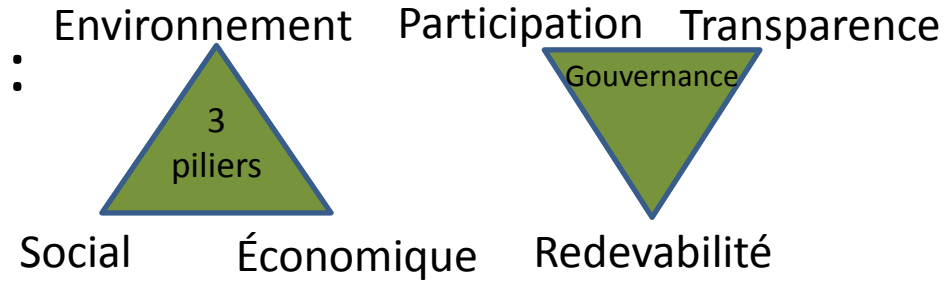 Environnement Participation Transparence
:
Gouvernance
3
piliers
Social Économique Redevabilité